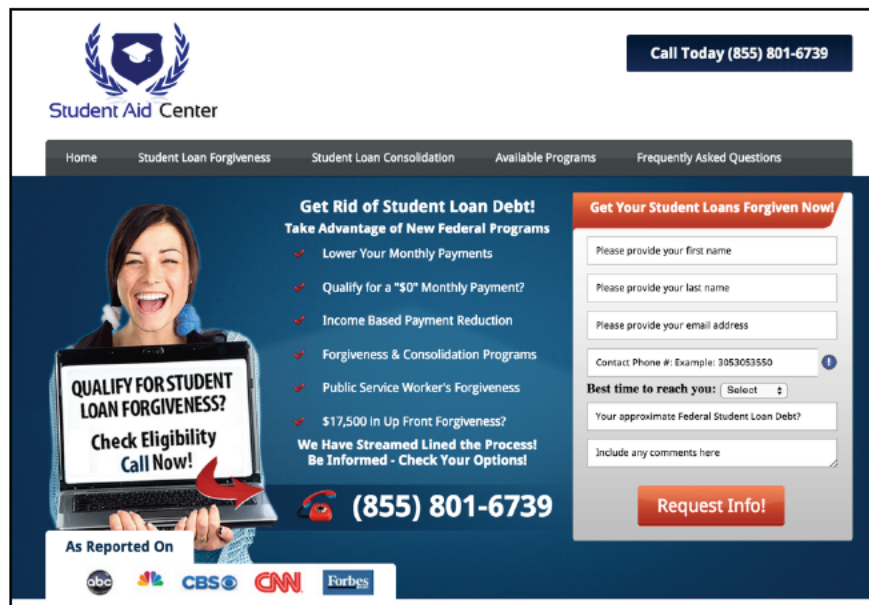 Student Aid Center
Call Today (855) 801-6739
Home Student Loan Forgiveness Student Loan Consolidation Available Programs Frequently Asked Questions
QUALIFY FOR STUDENT
LOAN FORGIVENESS?
Check Eligibility
Call Now!
Get Rid of Student Loan Debt!
Take Advantage of New Federal Programs
Lower Your Monthly Payments
Qualify for a "$0" Monthly Payment?
Income Based Payment Reduction
Forgiveness & Consolidation Programs
Public Service Worker's Forgiveness
$17,500 in Up Front Forgiveness?
We Have Streamed Lined the Process!
Be Informed - Check Your Options!
(855) 801-6739
Get Your Student Loans Forgiven Now!
Please provide your first name
Please provide your last name
Please provide your email address
Contact Phone #: Example: 3053053550
Best time to reach you: Select
Your approximate Federal Student Loan Debt?
Include any comments here
Request Info!
As Reported On
abc CBS CNN Forbes